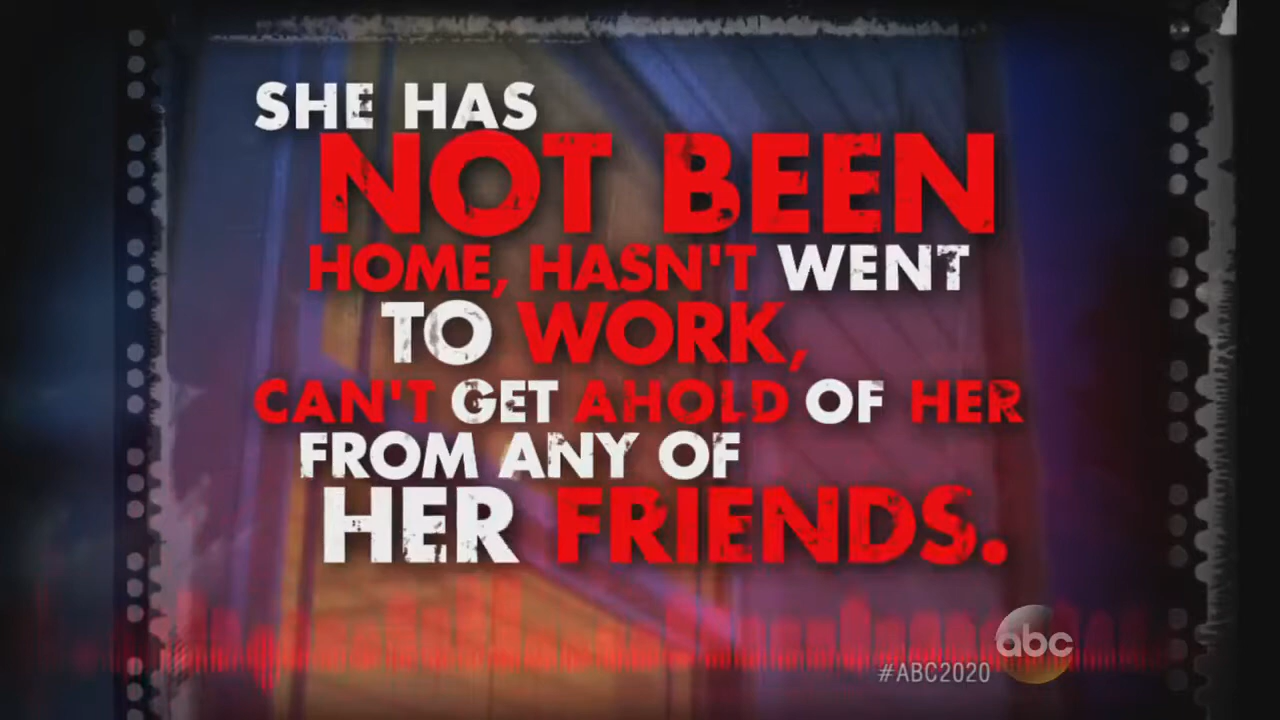 SHE HAS
NOT BEEN
HOME, HASN'T WENT
TO WORK,
CAN'T GET AHOLD OF HER
FROM ANY OF
HER FRIENDS.
abc
#ABC2020